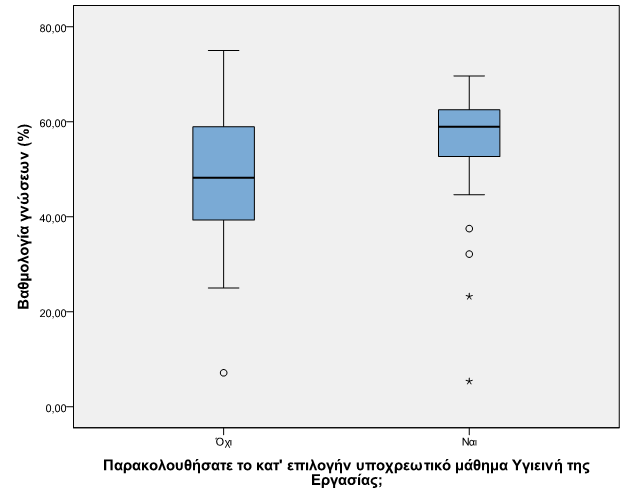 80,00
60,00
40,00
20,00
0,00
Βαθμολογία γνώσεων (%)
Όχι
Ναι
Παρακολουθήσατε το κατ' επιλογήν υποχρεωτικό μάθημα Υγιεινή της
Εργασίας;